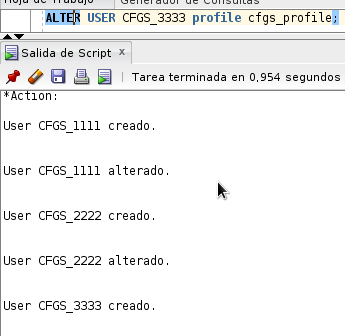 Hoja de Trabajo Generador de Consultas
ALTER USER CFGS_3333 profile cfgs_profile;
Salida de Script x
Tarea terminada en 0,954 segundos
*Action:
User CFGS_1111 creado.
User CFGS_1111 alterado.
User CFGS_2222 creado.
User CFGS_2222 alterado.
User CFGS_3333 creado.